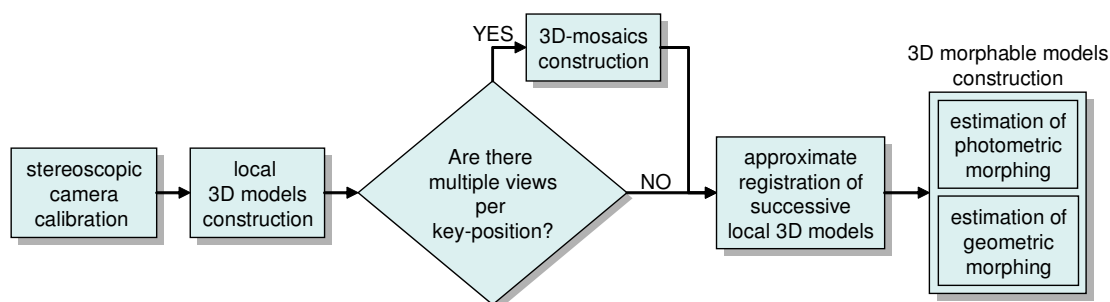 stereoscopic
camera
calibration
local
3D models
construction
Are there
multiple views
per
key-position?
YES
3D-mosaics
construction
NO
approximate
registration of
successive
local 3D models
3D morphable models
construction
estimation of
photometric
morphing
estimation of
geometric
morphing